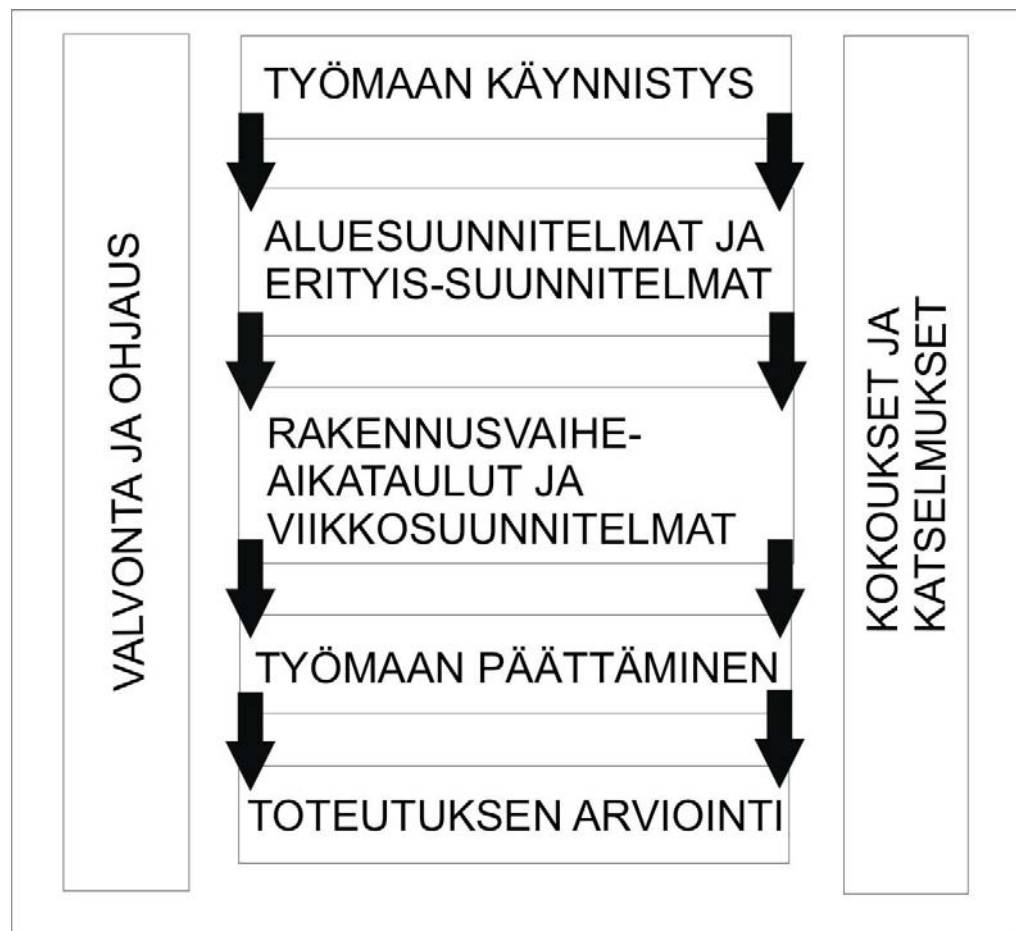 VALVONTA JA OHJAUS
TYÖMAAN KÄYNNISTYS
ALUESUUNNITELMAT JA
ERITYIS-SUUNNITELMAT
RAKENNUSVAIHE-
AIKATAULUT JA
VIIKKOSUUNNITELMAT
TYÖMAAN PÄÄTTÄMINEN
TOTEUTUKSEN ARVIOINTI
KOKOUKSET JA
KATSELMUKSET